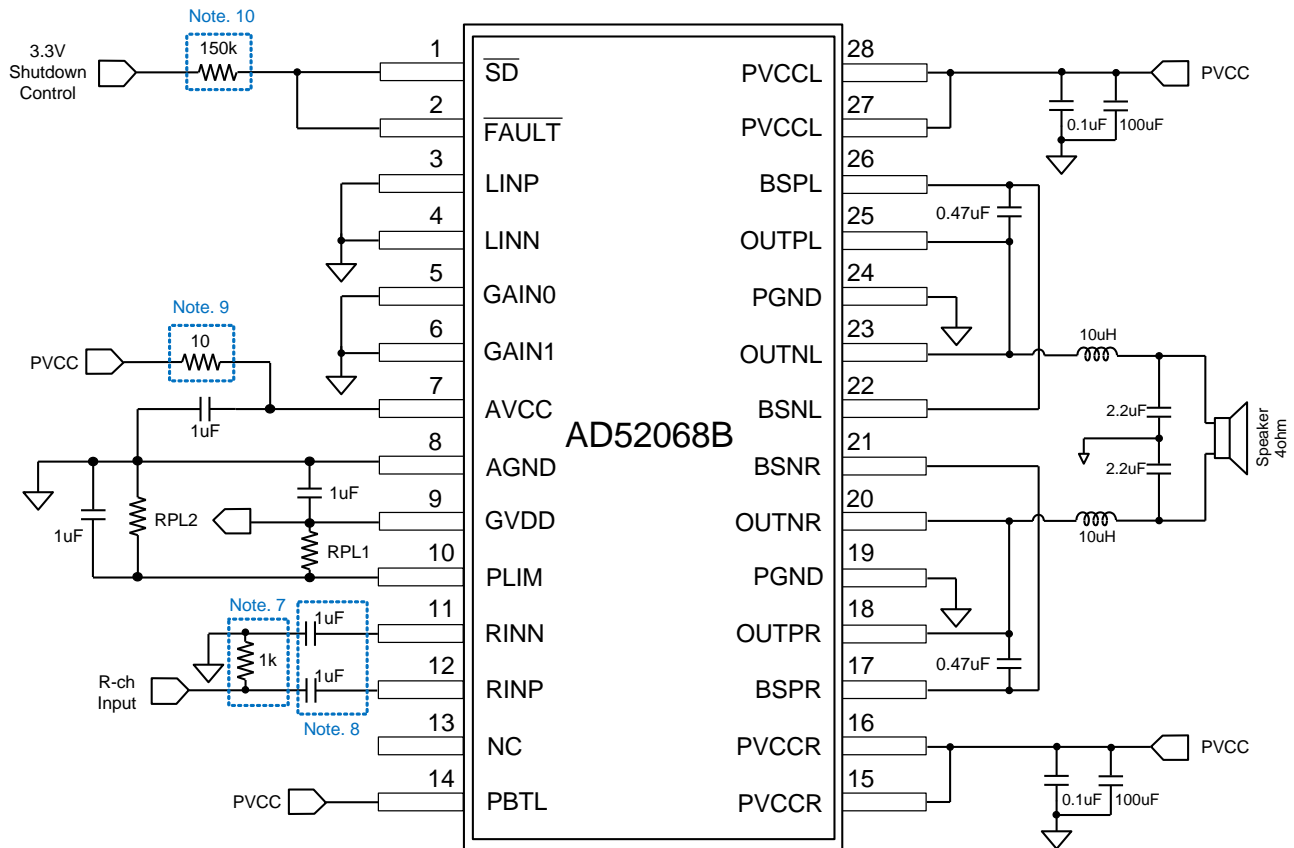 Note. 10
3.3V
Shutdown
Control
150k
1
SD
2
FAULT
3
LINP
4
LINN
5
GAIN0
6
GAIN1
Note. 9
10
PVCC
7
AVCC
1uF
8
AGND
1uF
9
GVDD
RPL2
1uF
RPL1
10
PLIM
Note. 7
1uF
11
RINN
1k
1uF
12
RINP
R-ch
Input
Note. 8
13
NC
14
PBTL
PVCC
AD52068B
28
PVCCL
PVCC
27
PVCCL
0.1uF
100uF
26
BSPL
0.47uF
25
OUTPL
24
PGND
23
OUTNL
10uH
22
BSNL
2.2uF
21
BSNR
2.2uF
Speaker
4ohm
20
OUTNR
10uH
19
PGND
18
OUTPR
0.47uF
17
BSPR
16
PVCCR
PVCC
15
PVCCR
0.1uF
100uF